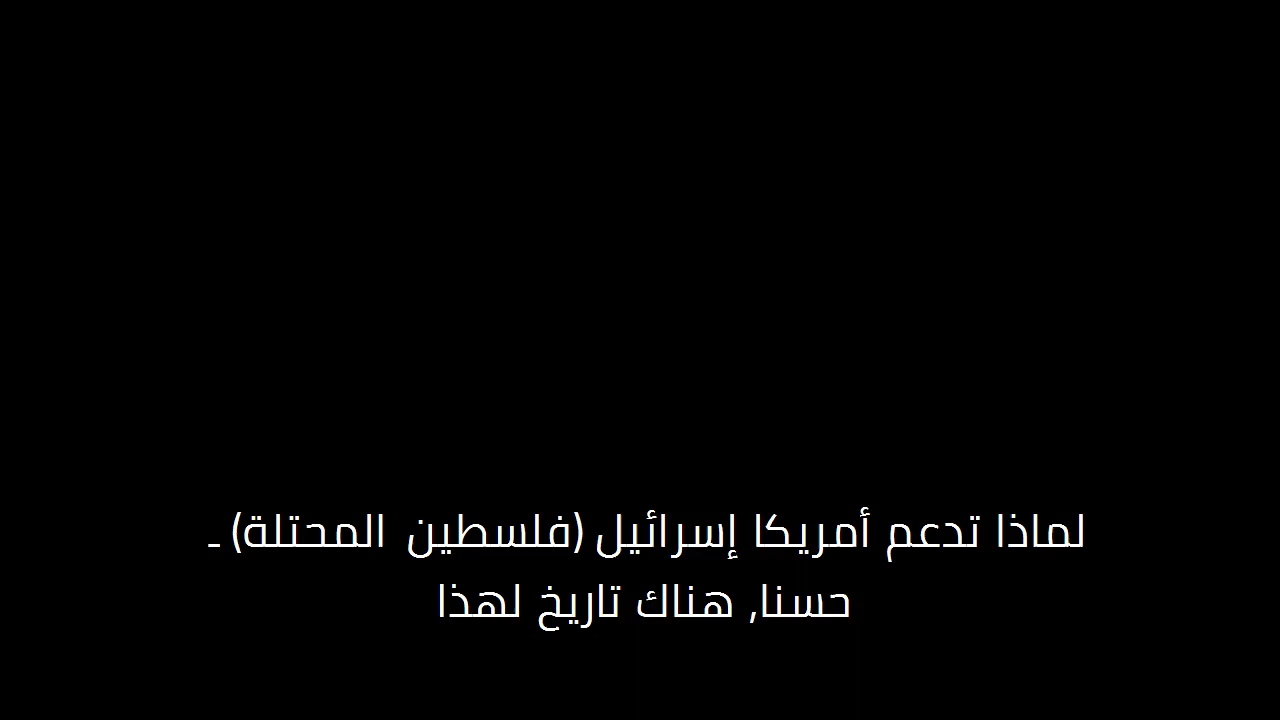 لماذا تدعم أمريكا إسرائيل (فلسطين المحتلة) ـ
حسنا, هناك تاريخ لهذا